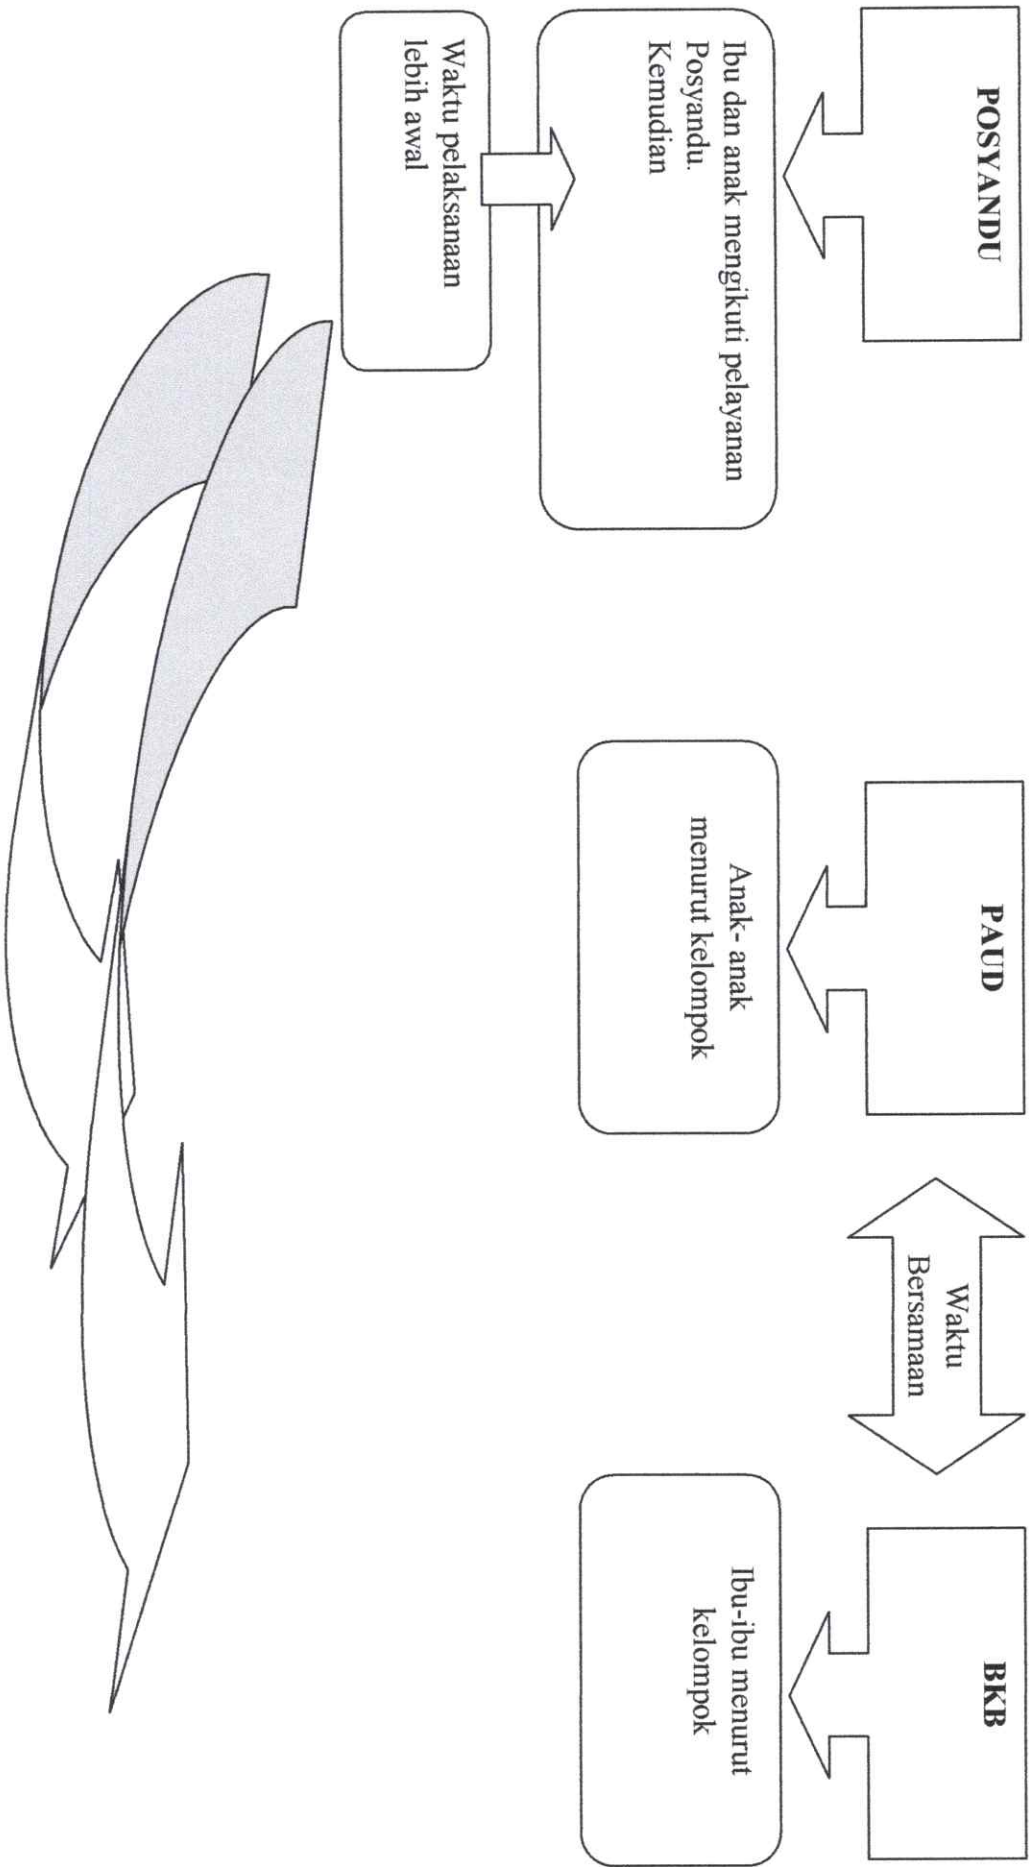 POSYANDU
PAUD
Waktu
Bersamaan
BKB
Ibu dan anak mengikuti pelayanan
Posyandu.
Kemudian
Anak- anak
menurut kelompok
Ibu-ibu menurut
kelompok
Waktu pelaksanaan
lebih awal